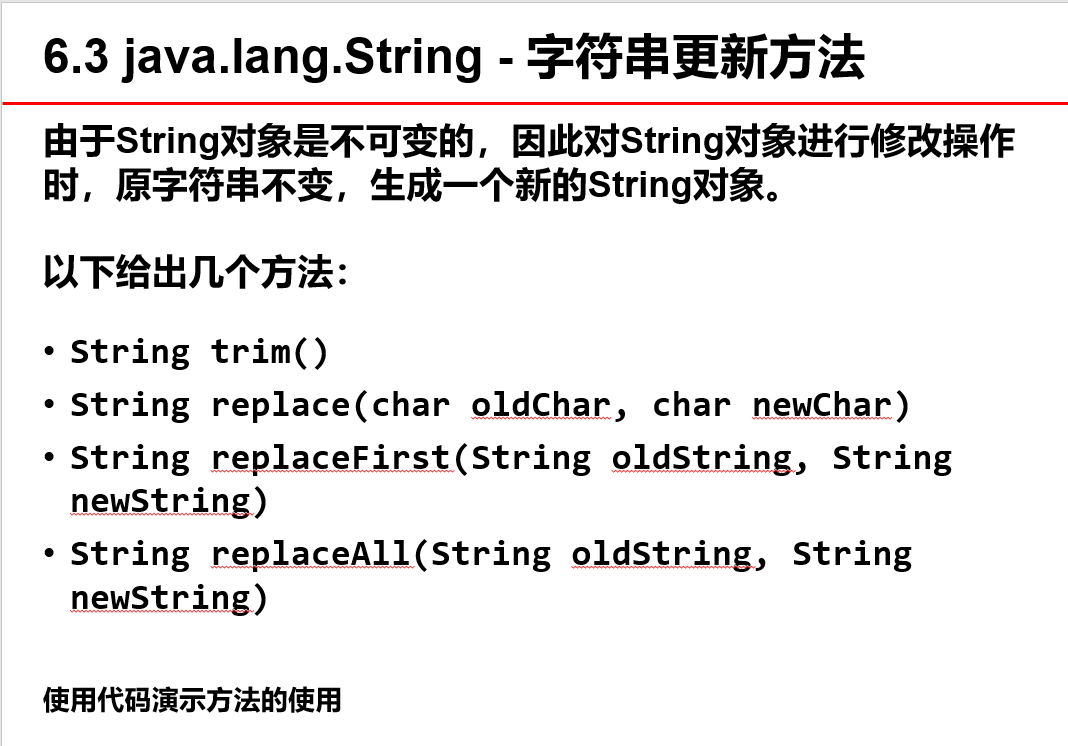 6.3 java.lang.String - 字符串更新方法
由于String对象是不可变的，因此对String对象进行修改操作
时，原字符串不变，生成一个新的String对象。
以下给出几个方法：
• String trim()
• String replace(char oldChar, char newChar)
• String replaceFirst(String oldString, String
newString)
• String replaceAll(String oldString, String
newString)
使用代码演示方法的使用